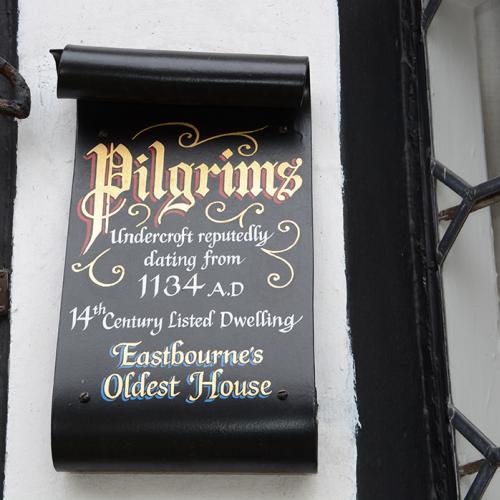 Pilgrims
Undercroft reputedly
dating from
1134 A.D
14th Century Listed Dwelling
Eastbourne's
Oldest House